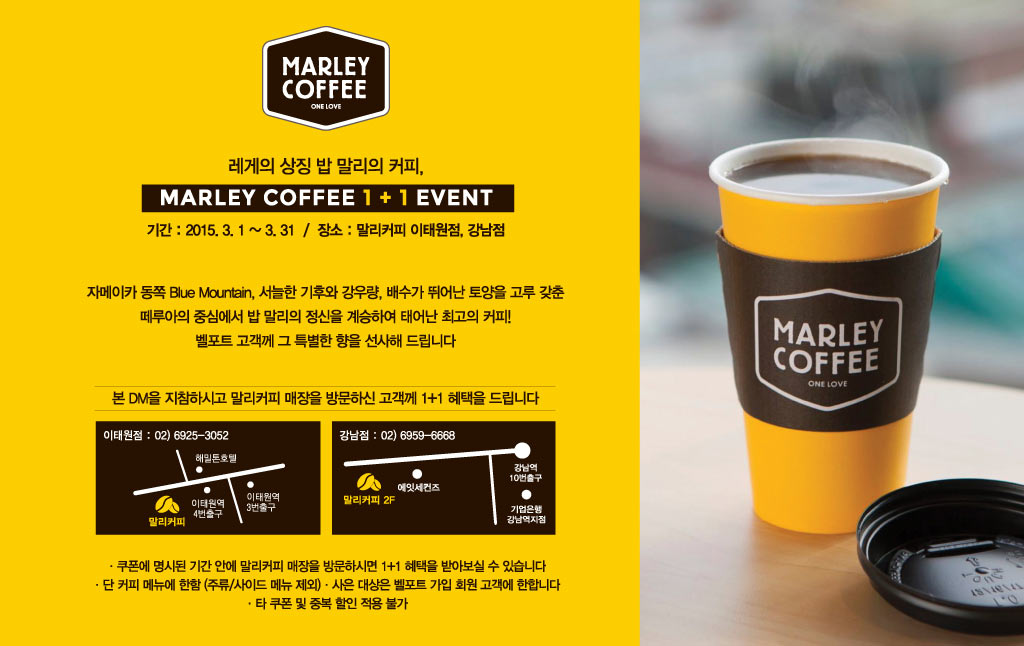 MARLEY
COFFEE
ONE LOVE
레게의 상징 밥 말리의 커피,
MARLEY COFFEE 1 + 1 EVENT
기간 : 2015. 3. 1 ~ 3. 31 / 장소 : 말리커피 이태원점, 강남점
자메이카 동쪽 Blue Mountain, 서늘한 기후와 강우량, 배수가 뛰어난 토양을 고루 갖춘
떼루아의 중심에서 밥 말리의 정신을 계승하여 태어난 최고의 커피!
벨포트 고객께 그 특별한 향을 선사해 드립니다
본 DM을 지참하시고 말리커피 매장을 방문하신 고객께 1+1 혜택을 드립니다
이태원점 : 02) 6925-3052
해밀톤호텔
이태원역
4번출구
이태원역
3번출구
말리커피
강남점 : 02) 6959-6668
강남역
10번출구
에잇세컨즈
말리커피 2F
기업은행
강남역지점
· 쿠폰에 명시된 기간 안에 말리커피 매장을 방문하시면 1+1 혜택을 받아보실 수 있습니다
· 단 커피 메뉴에 한함 (주류/사이드 메뉴 제외) · 사은 대상은 벨포트 가입 회원 고객에 한합니다
· 타 쿠폰 및 중복 할인 적용 불가
MARLEY
COFFEE
ONE LOVE